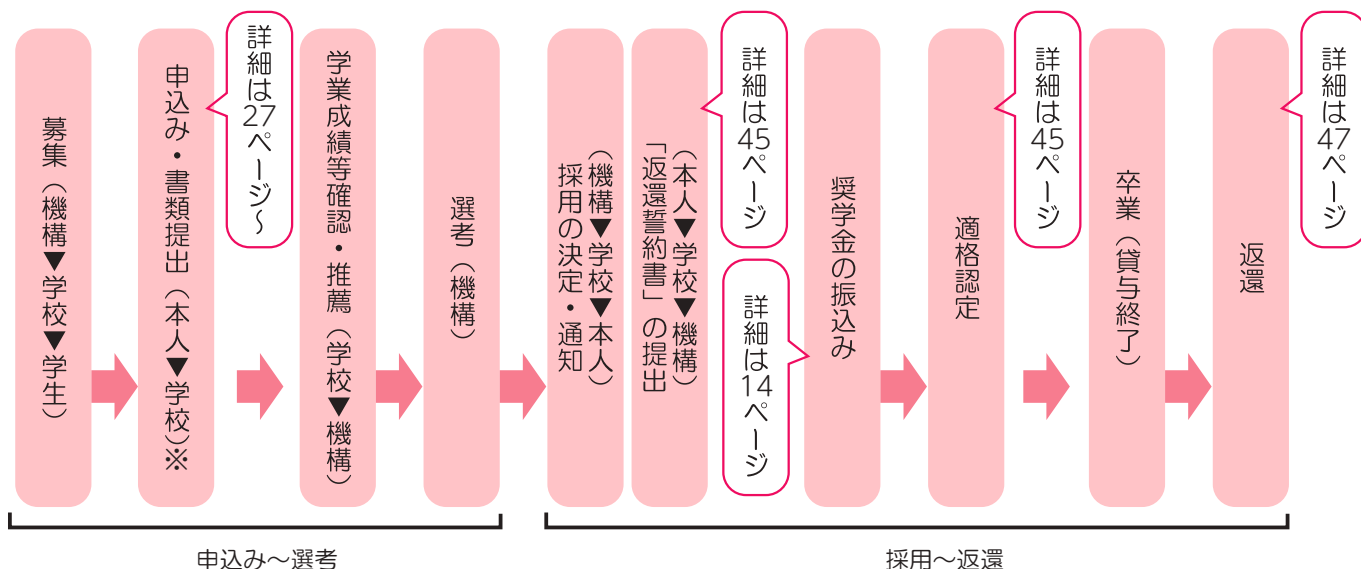 募集（機構▼学校▼学生）
申込み・書類提出（本人▼学校）※
詳細は27ページ～
学業成績等確認・推薦（学校▼機構）
選考（機構）
採用の決定・通知
（機構▼学校▼本人）
「返還誓約書」の提出
（本人▼学校▼機構）
詳細は45ページ
詳細は14ページ
奨学金の振込み
適格認定
詳細は45ページ
卒業（貸与終了）
返還
詳細は47ページ
申込み～選考
採用～返還